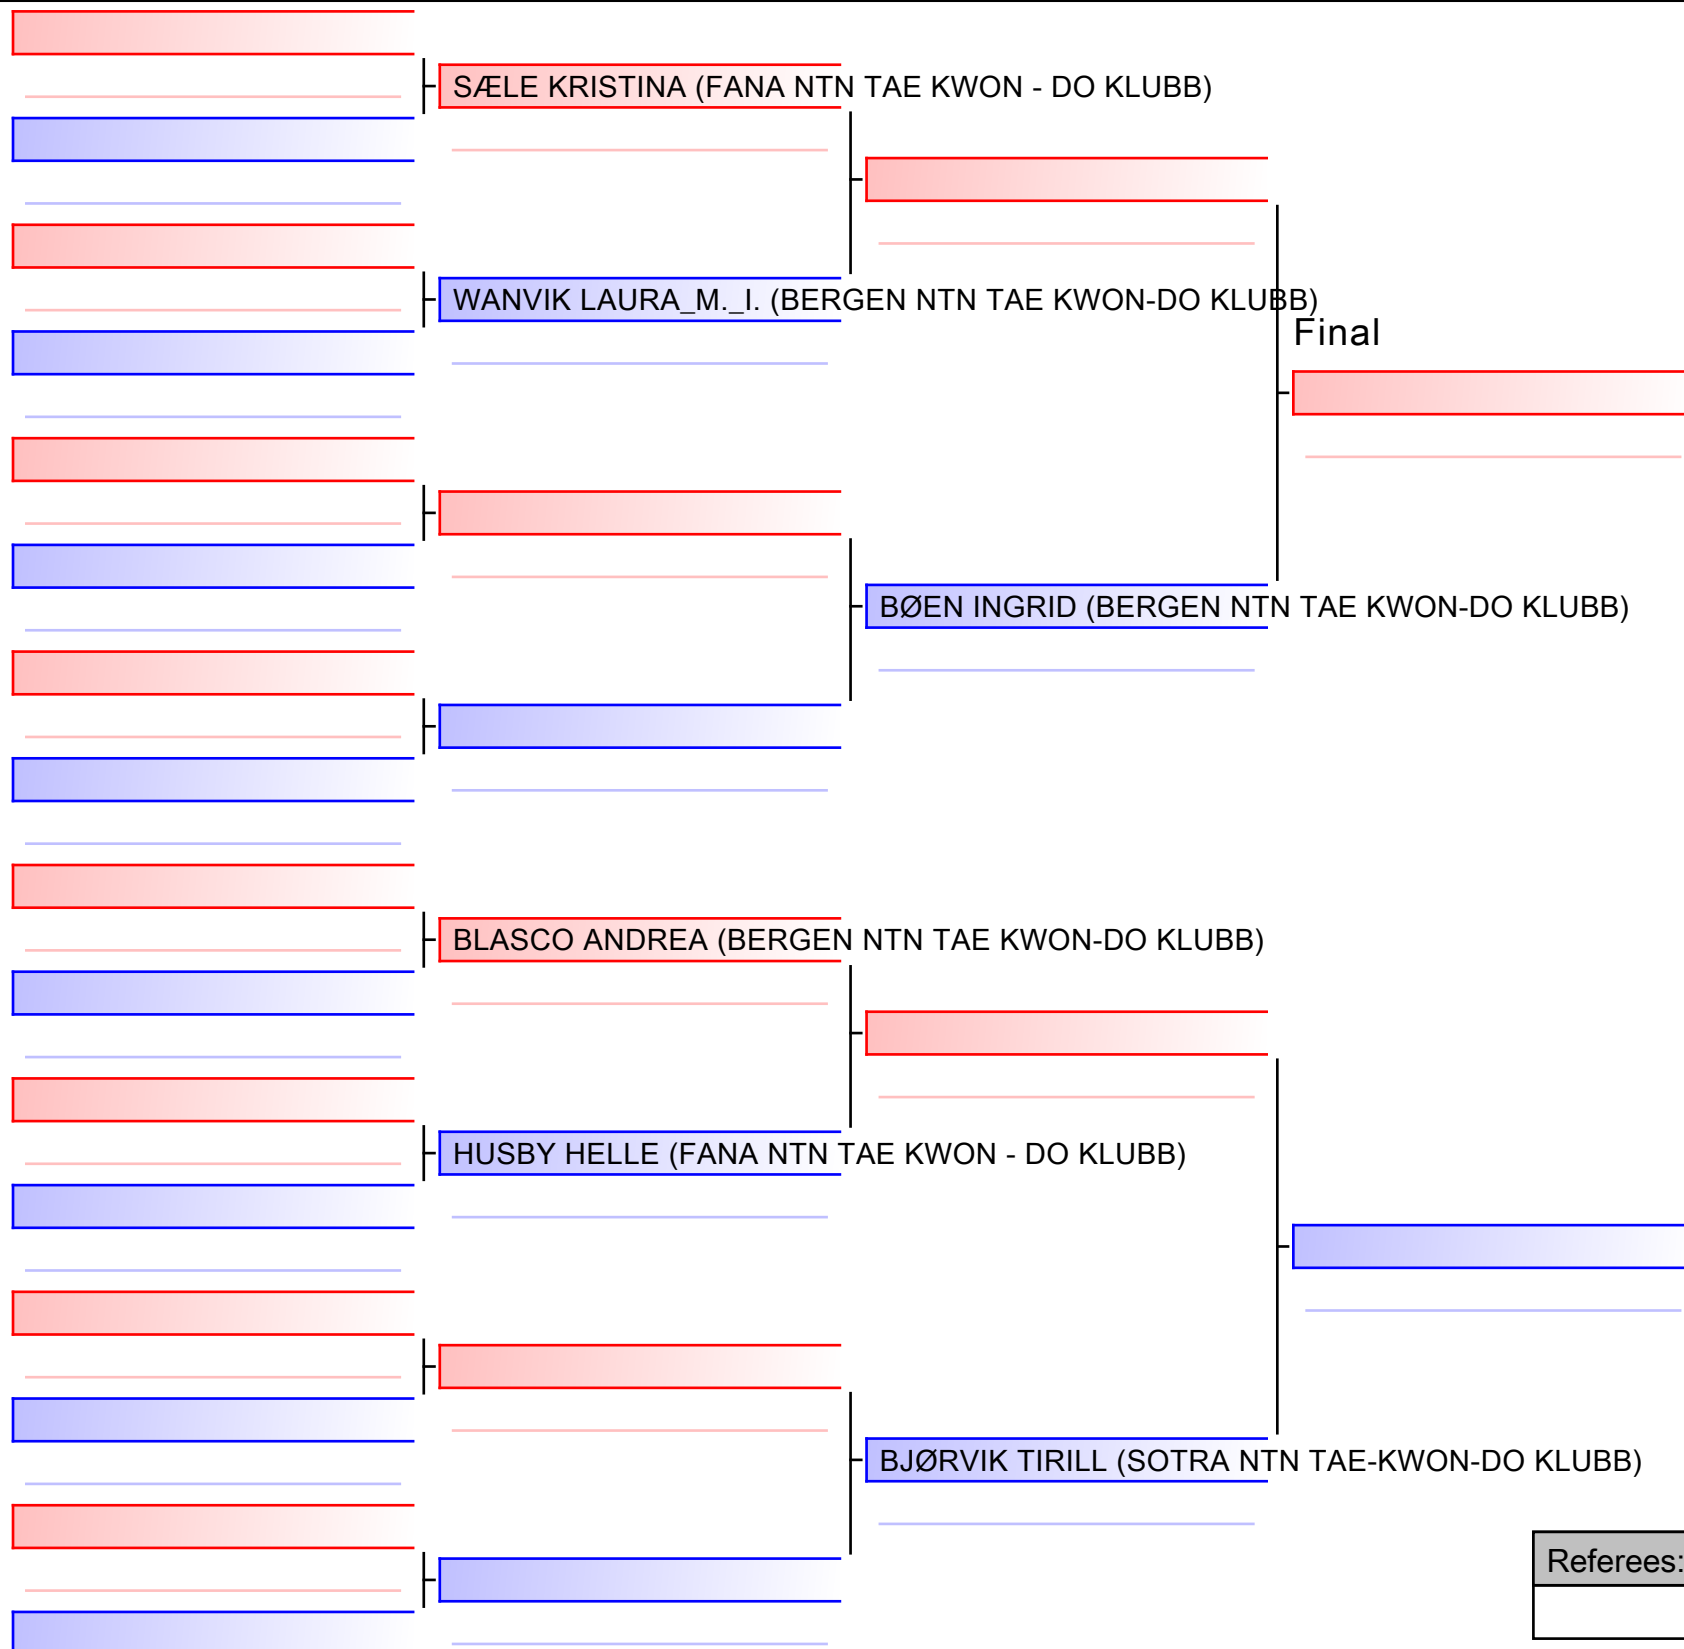 SÆLE KRISTINA (FANA NTN TAE KWON - DO KLUBB)
WANVIK LAURA_M._I. (BERGEN NTN TAE KWON-DO KLUBB)
Final
BØEN INGRID (BERGEN NTN TAE KWON-DO KLUBB)
BLASCO ANDREA (BERGEN NTN TAE KWON-DO KLUBB)
HUSBY HELLE (FANA NTN TAE KWON - DO KLUBB)
BJØRVIK TIRILL (SOTRA NTN TAE-KWON-DO KLUBB)
Referees: